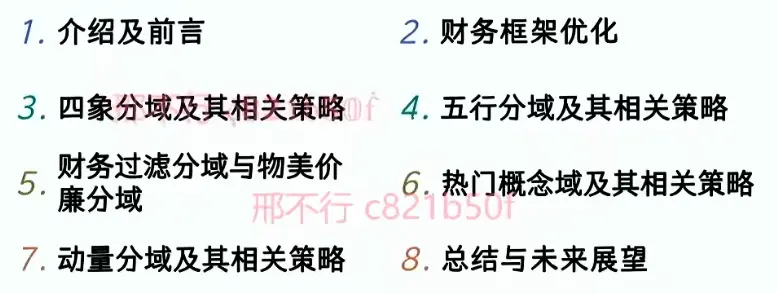 1. 介绍及前言
2. 财务框架优化
3. 四象分域及其相关策略
4. 五行分域及其相关策略
5. 财务过滤分域与物美价
廉分域
6. 热门概念域及其相关策略
邢不行 c821b50f
7. 动量分域及其相关策略
8. 总结与未来展望